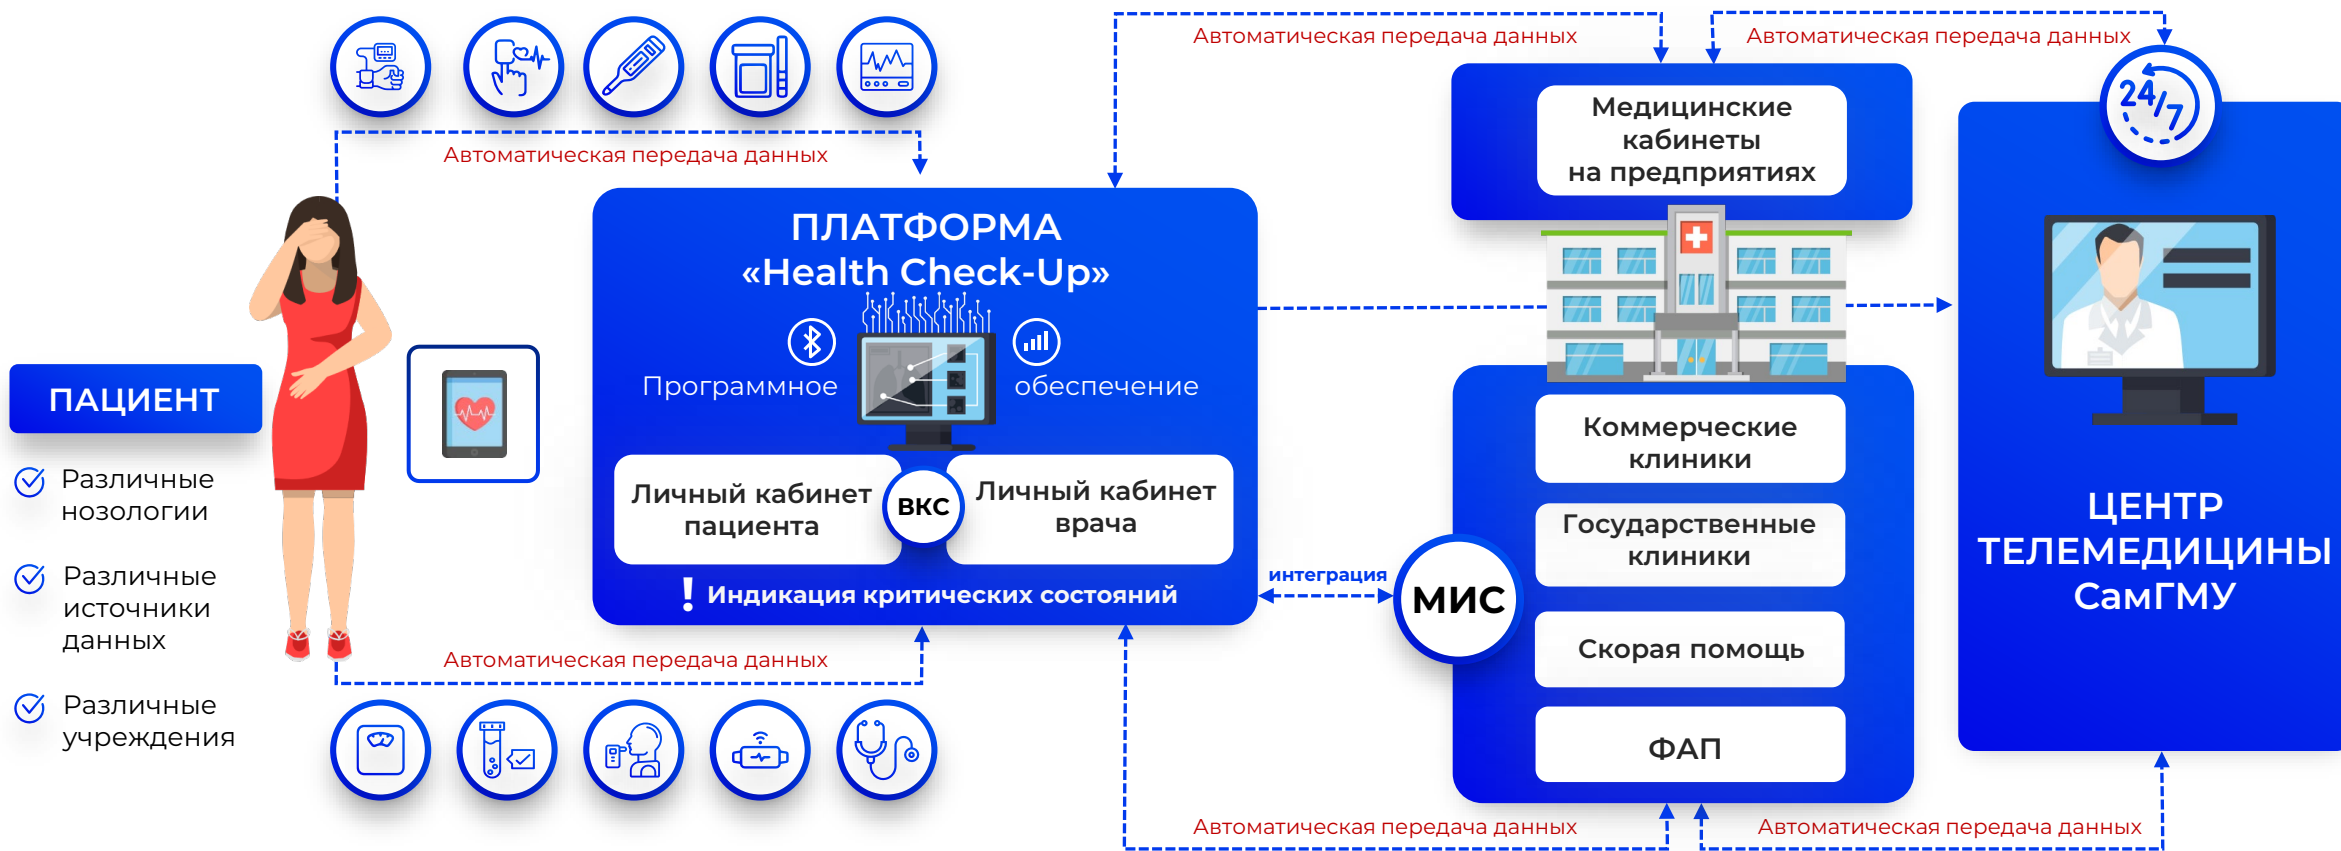 Автоматическая передача данных
Автоматическая передача данных
24/7
Медицинские
кабинеты
на предприятиях
Автоматическая передача данных
ПЛАТФОРМА
«Health Check-Up»
Программное
обеспечение
ПАЦИЕНТ
Различные
нозологии
Различные
источники
данных
Различные
учреждения
Личный кабинет
пациента
ВКС
Личный кабинет
врача
! Индикация критических состояний
интеграция
МИС
Коммерческие
клиники
Государственные
клиники
Скорая помощь
ФАП
ЦЕНТР
ТЕЛЕМЕДИЦИНЫ
СамГМУ
Автоматическая передача данных
Автоматическая передача данных
Автоматическая передача данных